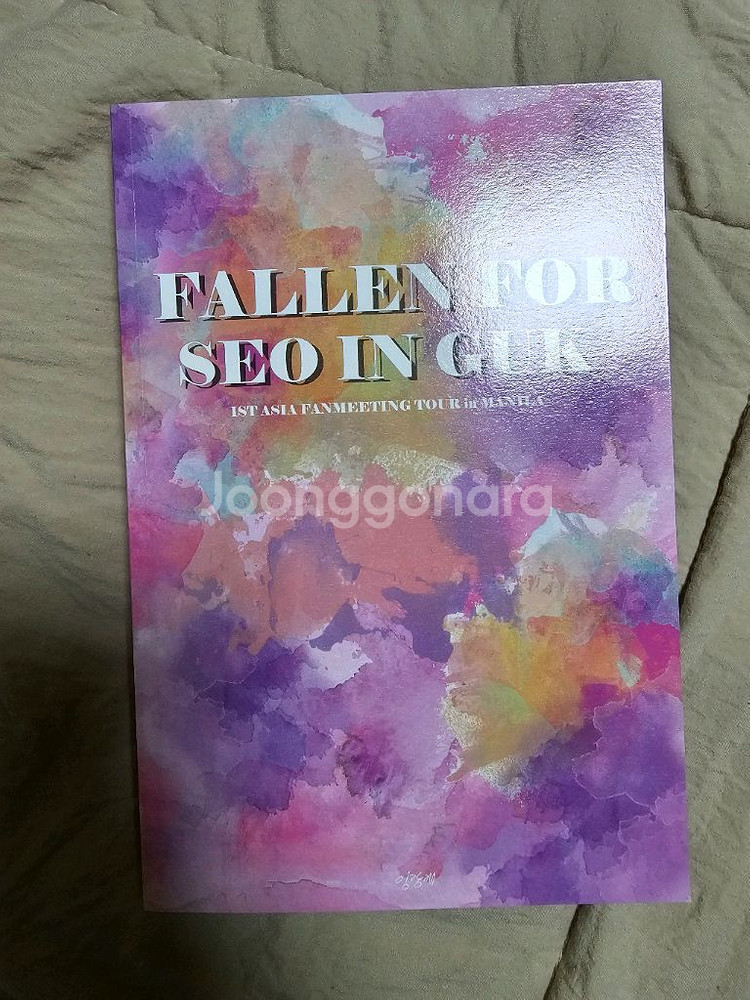 FALLEN FOR
SEO IN GUK
1ST ASIA FANMEETING TOUR in MANILA
Joonggonara